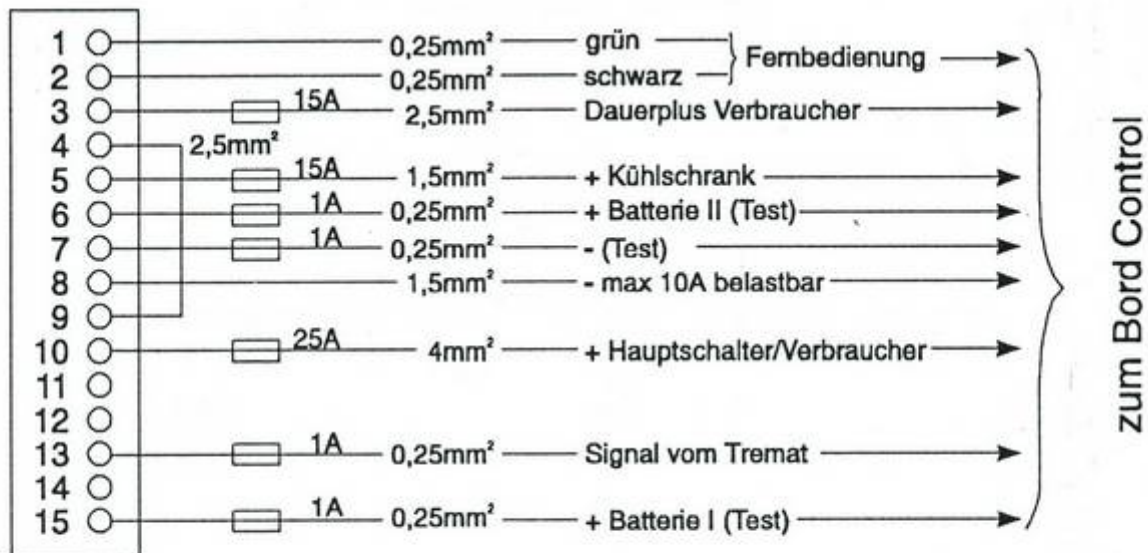 1 0,25mm² grün
Fernbedienung
2 0,25mm² schwarz
3 15A 2,5mm² Dauerplus Verbraucher
4 2,5mm²
5 15A 1,5mm² + Kühlschrank
6 1A 0,25mm² + Batterie II (Test)
7 1A 0,25mm² - (Test)
8 1,5mm² - max 10A belastbar
9
10 25A 4mm² + Hauptschalter/Verbraucher
11
12
13 1A 0,25mm² Signal vom Tremat
14
15 1A 0,25mm² + Batterie I (Test)
zum Bord Control